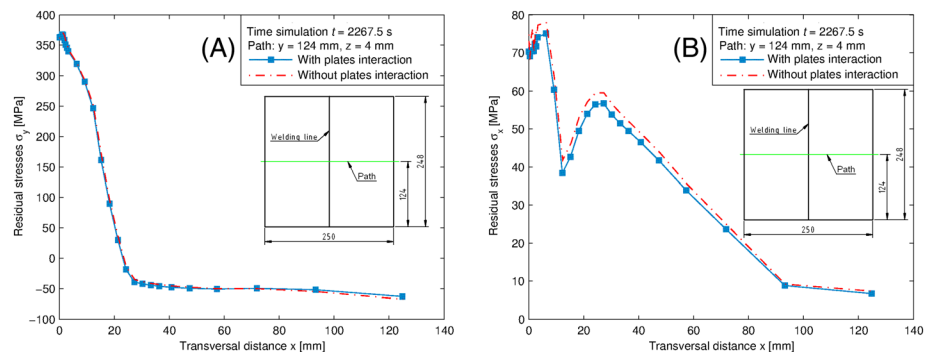 (A)
Time simulation t = 2267.5 s
Path: y = 124 mm, z = 4 mm
With plates interaction
Without plates interaction
Residual stresses σy [MPa]
400
350
300
250
200
150
100
50
0
−50
−100
Welding line
Path
124
248
250
0
20
40
60
80
100
120
140
Transversal distance x [mm]
(B)
Time simulation t = 2267.5 s
Path: y = 124 mm, z = 4 mm
With plates interaction
Without plates interaction
Residual stresses σx [MPa]
80
70
60
50
40
30
20
10
0
Welding line
Path
124
248
250
0
20
40
60
80
100
120
140
Transversal distance x [mm]